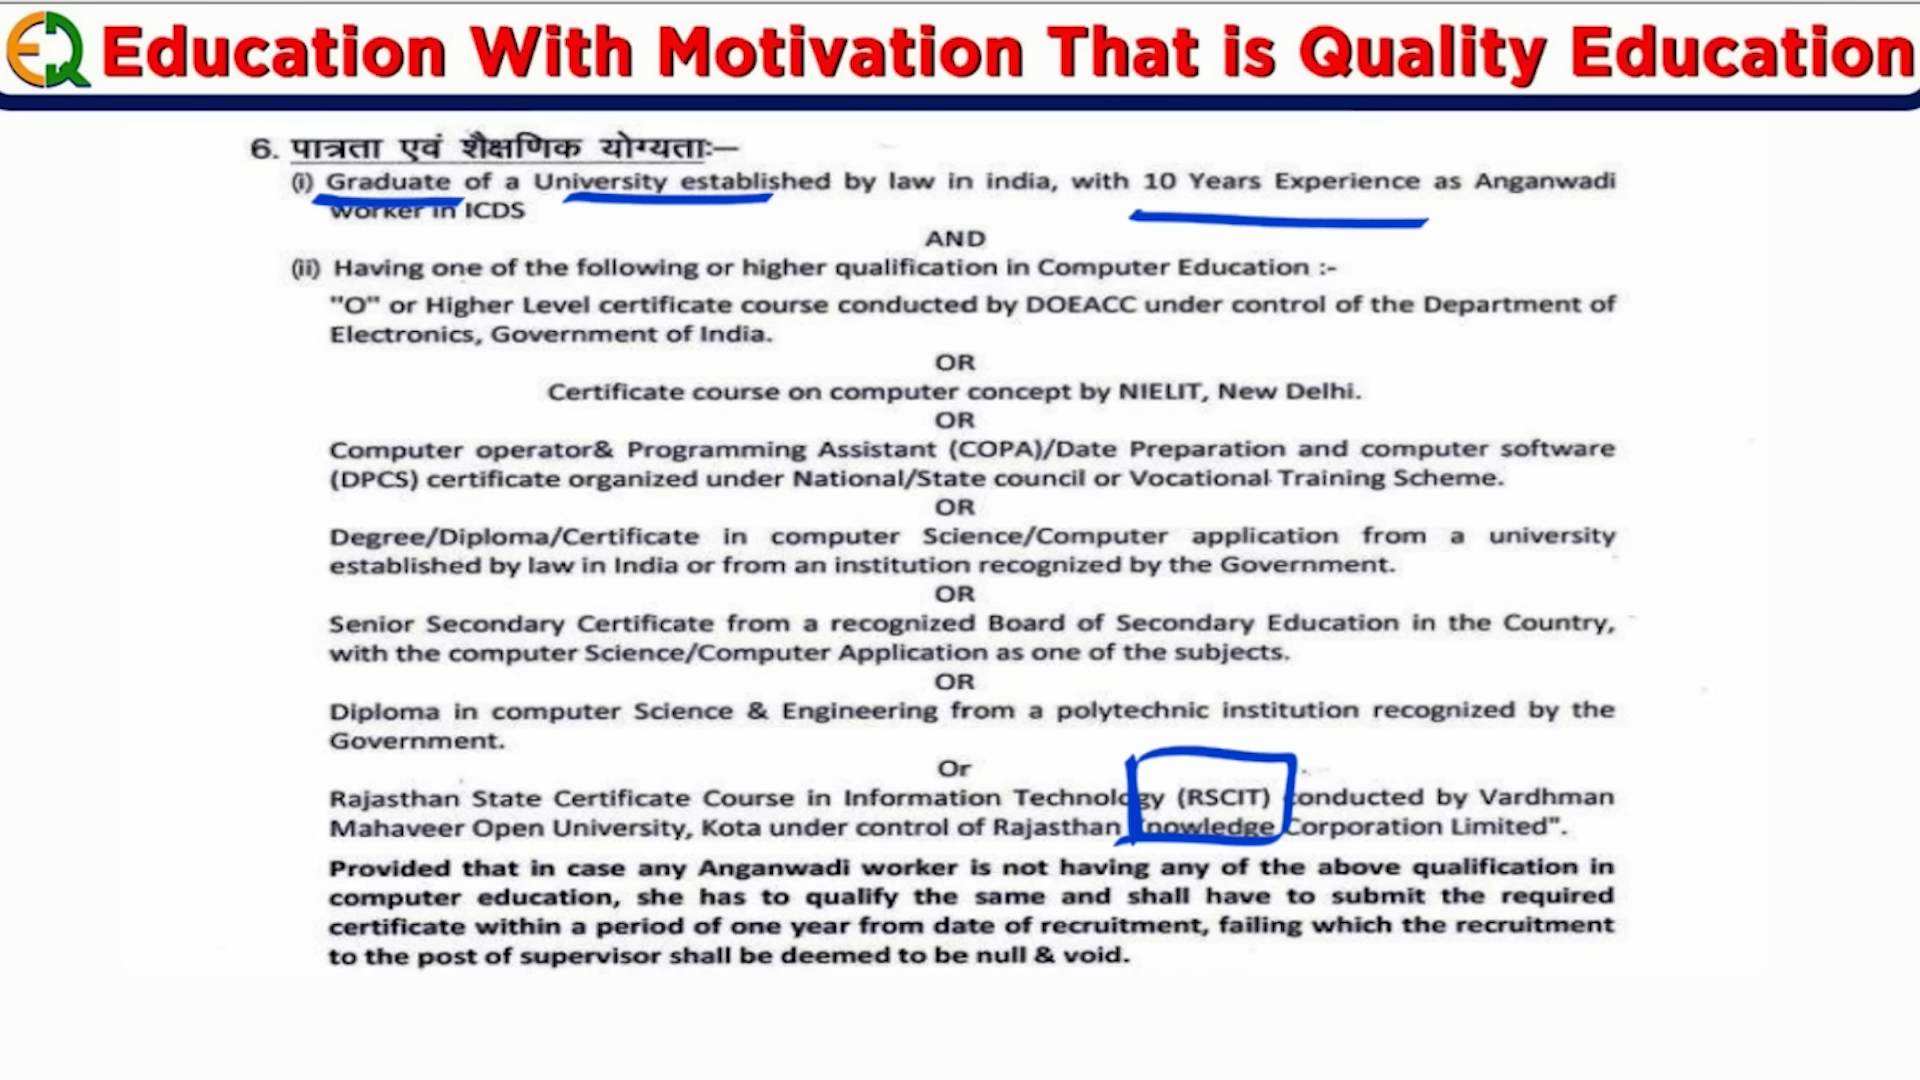 EQ Education With Motivation That is Quality Education
6. पात्रता एवं शैक्षणिक योग्यताः–
(i) Graduate of a University established by law in india, with 10 Years Experience as Anganwadi
worker in ICDS
AND
(ii) Having one of the following or higher qualification in Computer Education :-
"O" or Higher Level certificate course conducted by DOEACC under control of the Department of
Electronics, Government of India.
OR
Certificate course on computer concept by NIELIT, New Delhi.
OR
Computer operator& Programming Assistant (COPA)/Date Preparation and computer software
(DPCS) certificate organized under National/State council or Vocational Training Scheme.
OR
Degree/Diploma/Certificate in computer Science/Computer application from a university
established by law in India or from an institution recognized by the Government.
OR
Senior Secondary Certificate from a recognized Board of Secondary Education in the Country,
with the computer Science/Computer Application as one of the subjects.
OR
Diploma in computer Science & Engineering from a polytechnic institution recognized by the
Government.
Or
Rajasthan State Certificate Course in Information Technology (RSCIT) conducted by Vardhman
Mahaveer Open University, Kota under control of Rajasthan Knowledge Corporation Limited".
Provided that in case any Anganwadi worker is not having any of the above qualification in
computer education, she has to qualify the same and shall have to submit the required
certificate within a period of one year from date of recruitment, failing which the recruitment
to the post of supervisor shall be deemed to be null & void.